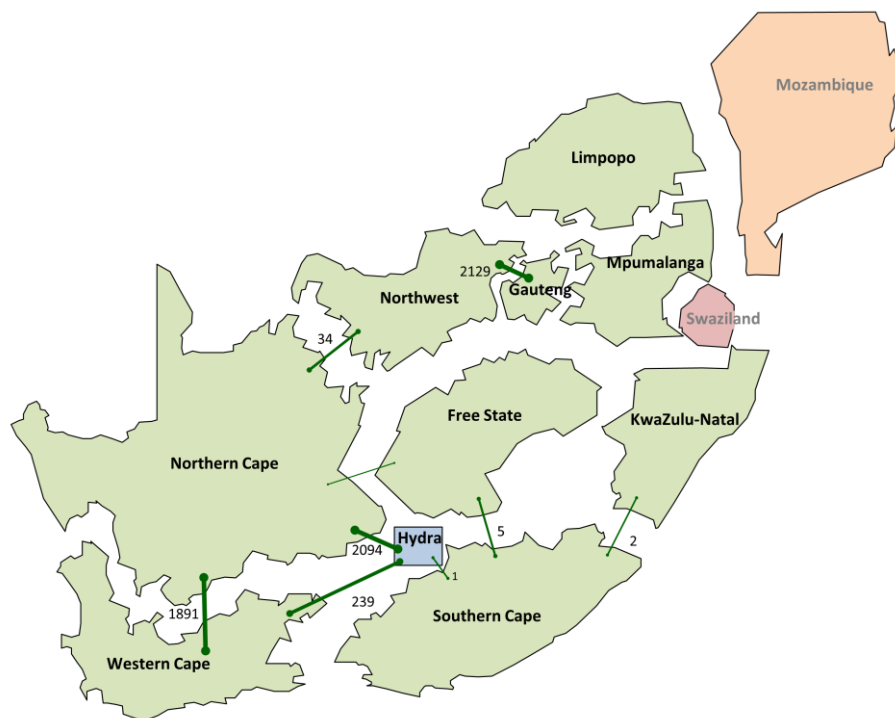 Mozambique
Limpopo
Mpumalanga
2129
Gauteng
Northwest
Swaziland
34
Free State
KwaZulu-Natal
Northern Cape
Hydra
5
2
2094
1
239
1891
Southern Cape
Western Cape